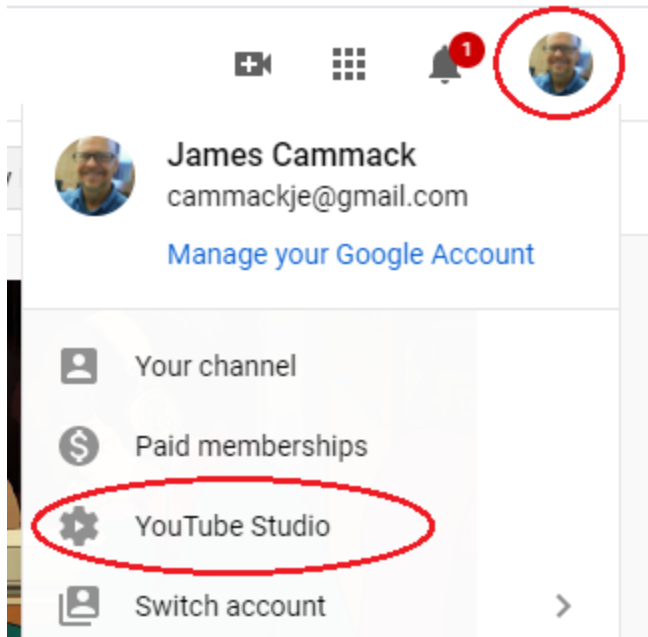 1
James Cammack
cammackje@gmail.com
Manage your Google Account
Your channel
Paid memberships
YouTube Studio
Switch account